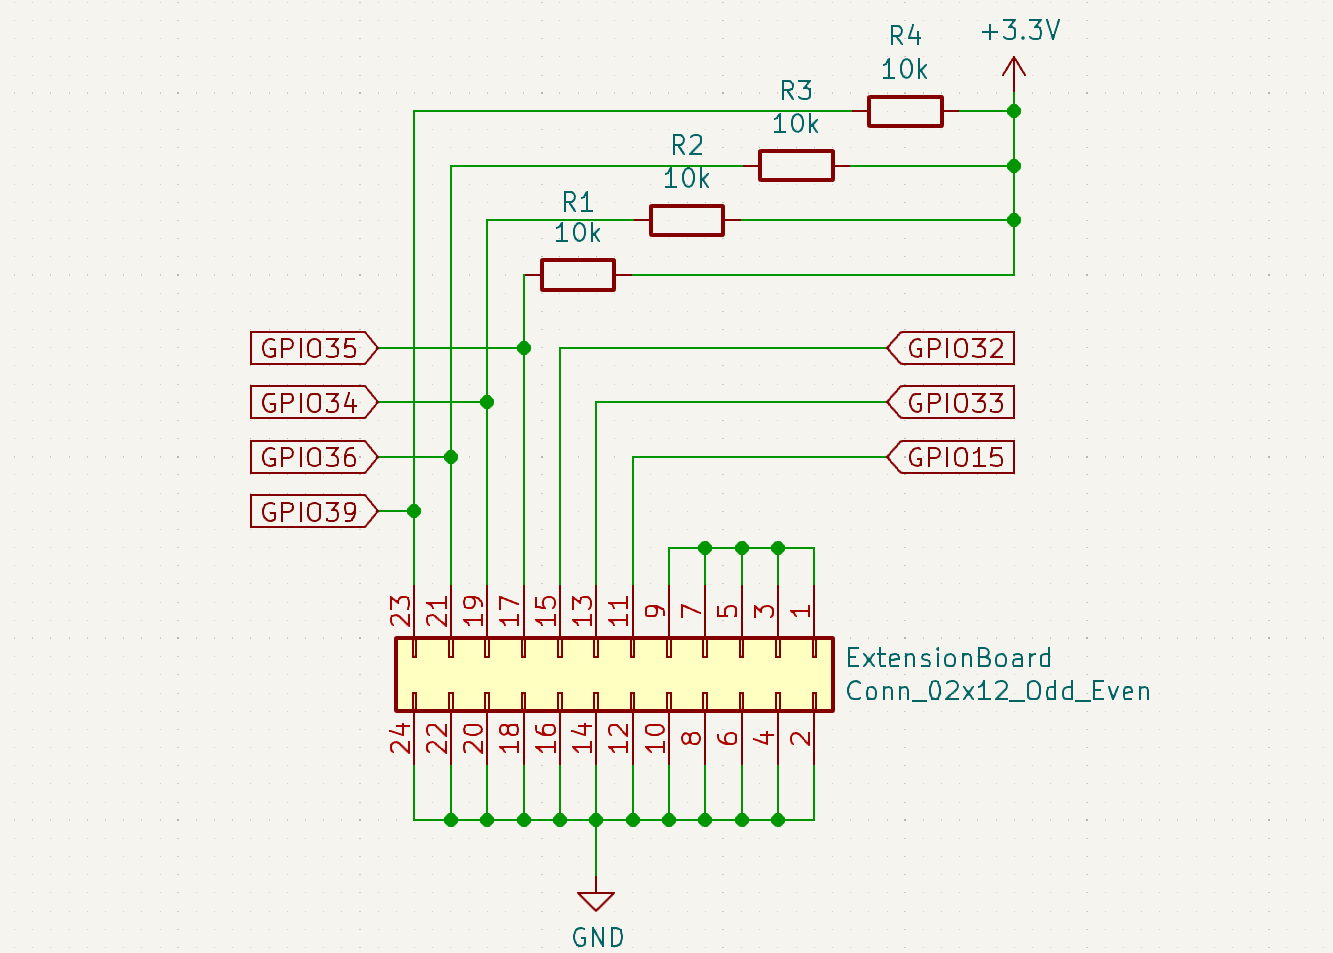 R4
10k
+3.3V
R3
10k
R2
10k
R1
10k
GPIO35
GPIO32
GPIO34
GPIO33
GPIO36
GPIO15
GPIO39
23 21 19 17 15 13 11 9 7 5 3 1
ExtensionBoard
Conn_02x12_Odd_Even
24 22 20 18 16 14 12 10 8 6 4 2
GND